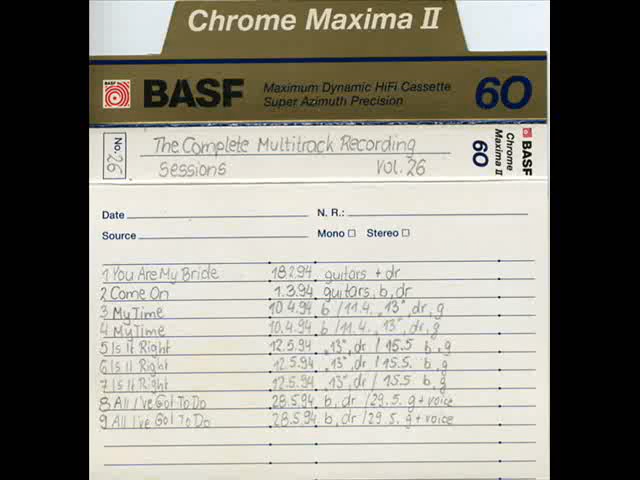 Chrome Maxima II
BASF
Maximum Dynamic HiFi Cassette
Super Azimuth Precision
60
No. 26
The Complete Multitrack Recording
Sessions Vol. 26
60
Chrome
Maxima II
BASF
Date N. R.:
Source Mono Stereo
1 You Are My Bride 18.2.94 guitars + dr
2 Come On 1.3.94 guitars, b, dr
3 My Time 10.4.94 b /11.4. „13", dr, g
4 My Time 10.4.94 b /11.4. „13", dr, g
5 Is It Right 12.5.94 „13", dr / 15.5 b, g
6 Is It Right 12.5.94 „13", dr / 15.5. b, g
7 Is It Right 12.5.94 „13", dr / 15.5 b, g
8 All I've Got To Do 28.5.94 b, dr /29.5. g + voice
9 All I've Got To Do 28.5.94 b, dr /29.5. g + voice